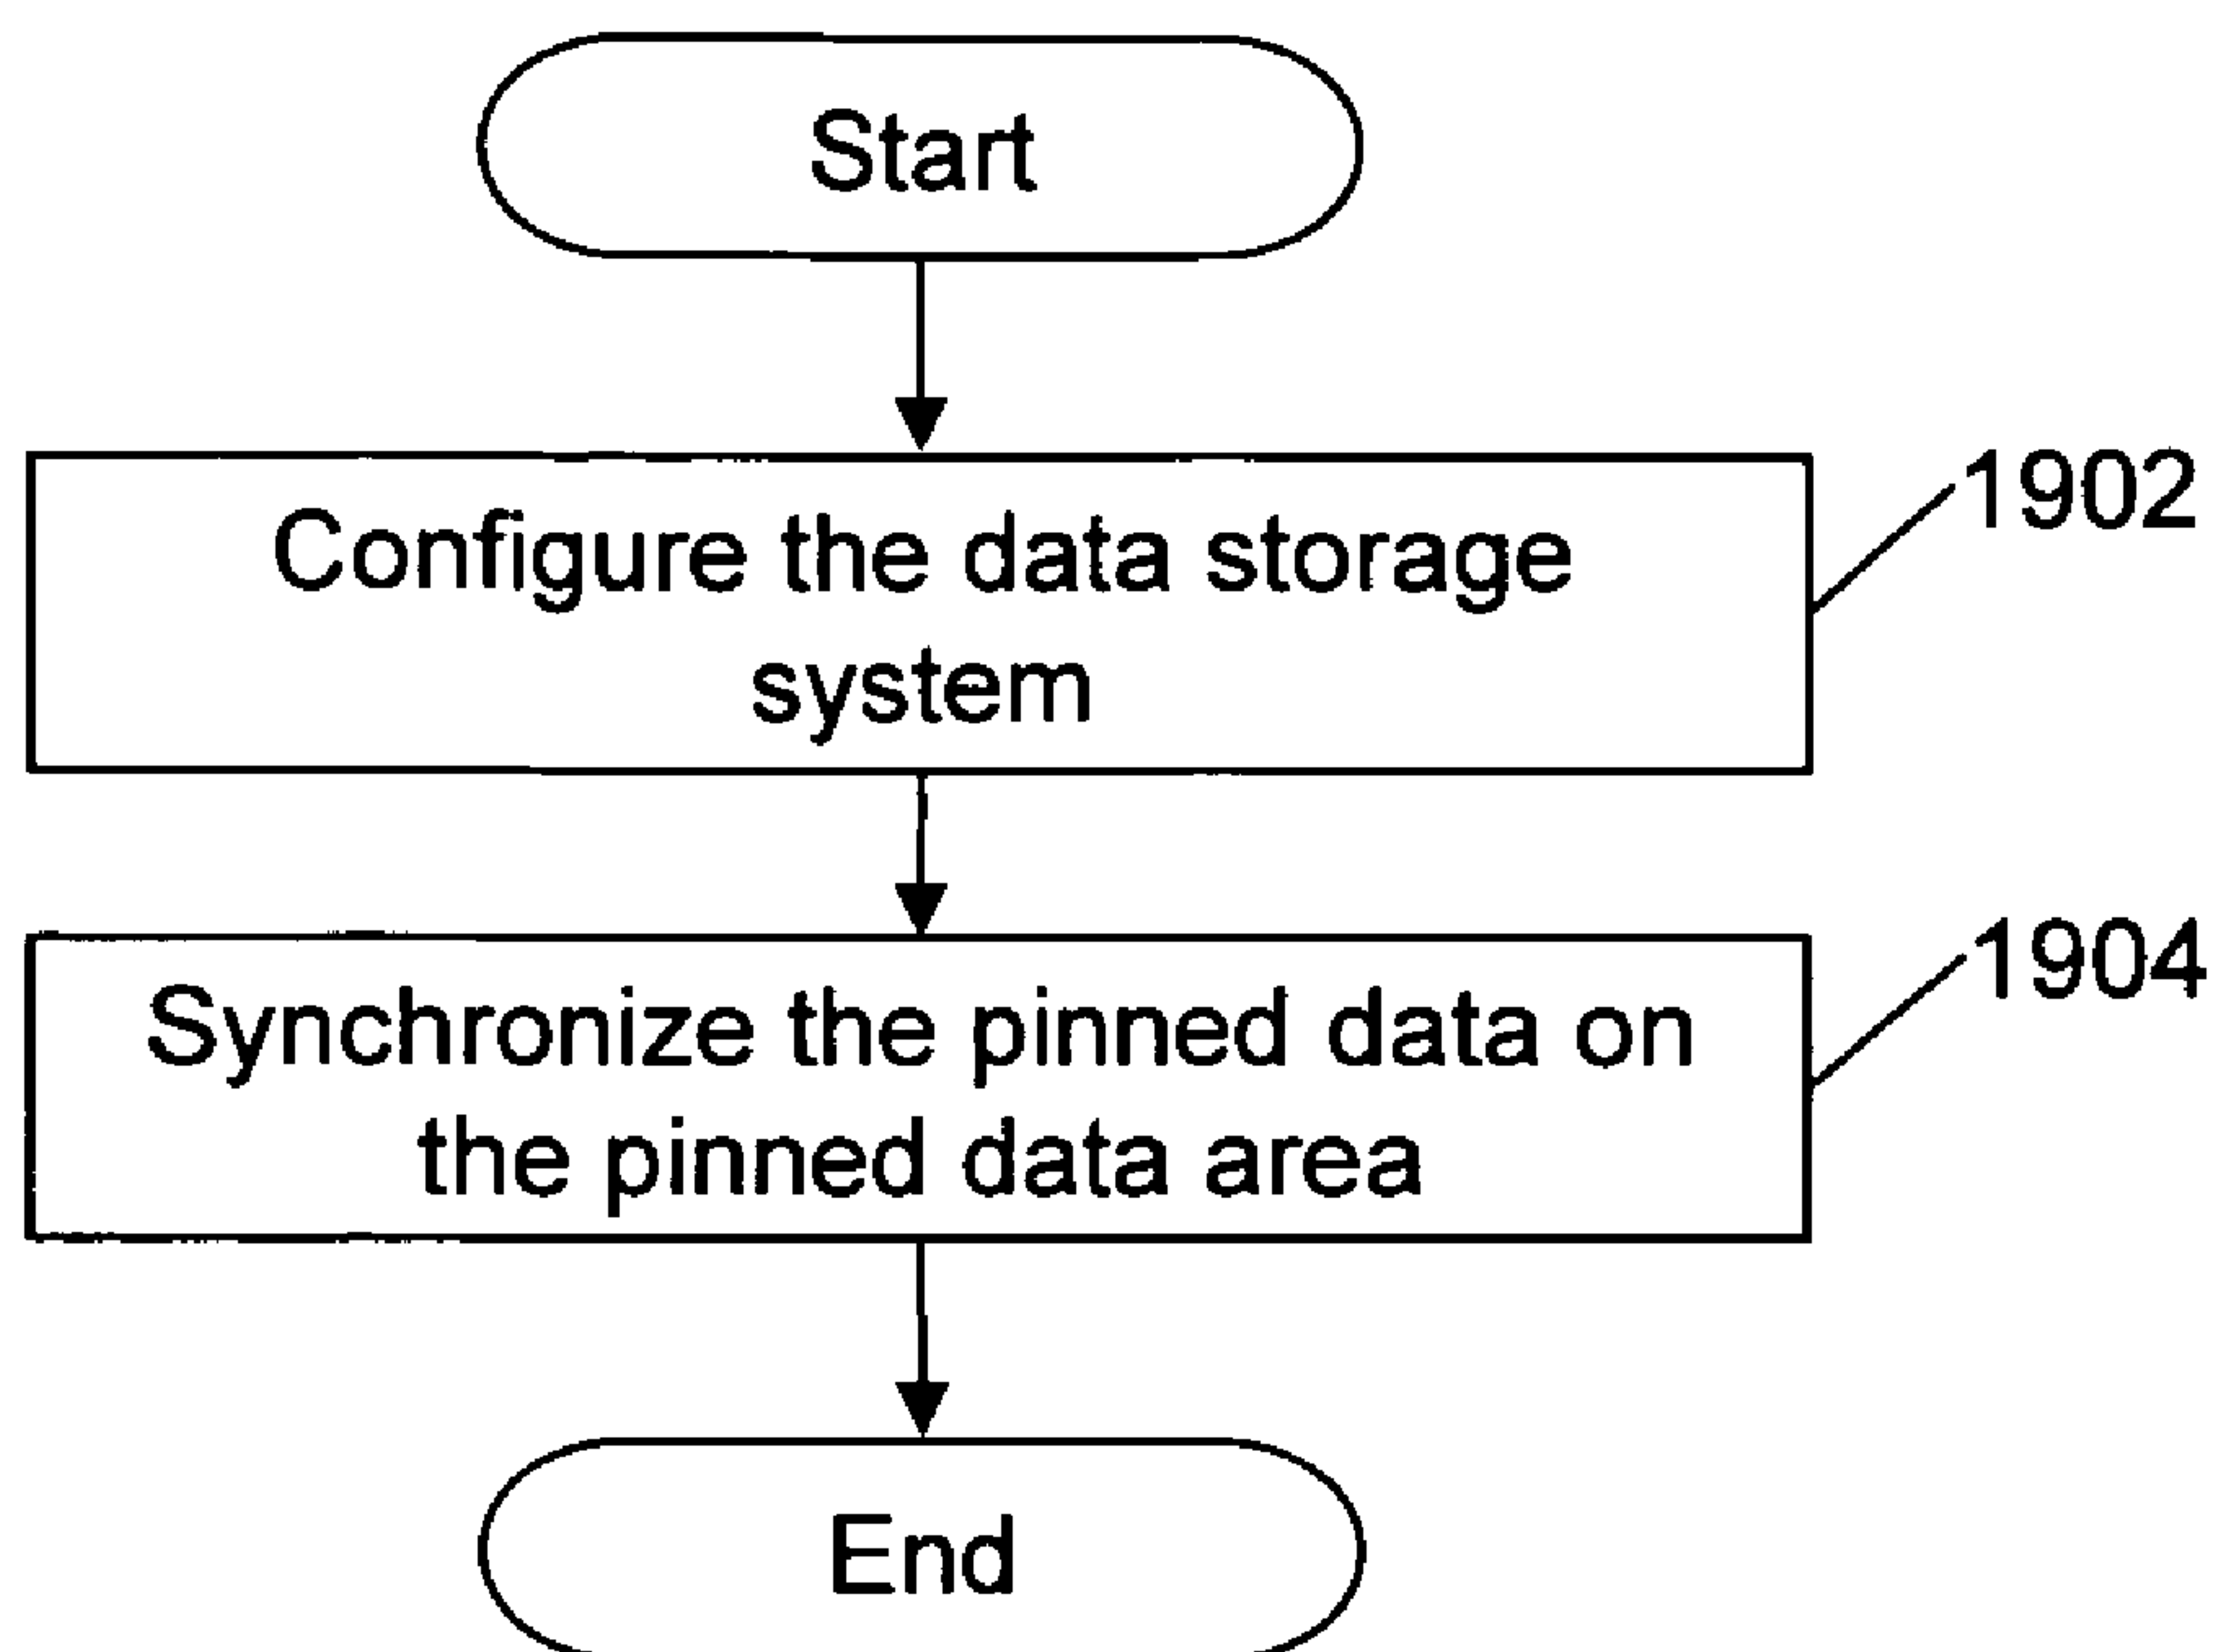 Start
Configure the data storage
system
1902
Synchronize the pinned data on
the pinned data area
1904
End